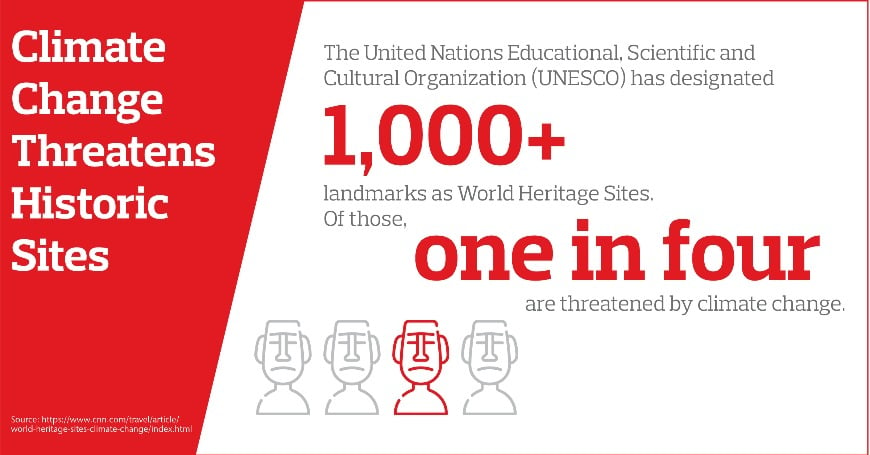 Climate
Change
Threatens
Historic
Sites
The United Nations Educational, Scientific and
Cultural Organization (UNESCO) has designated
1,000+
landmarks as World Heritage Sites.
Of those,
one in four
are threatened by climate change.
Source: https://www.cnn.com/travel/article/
world-heritage-sites-climate-change/index.html